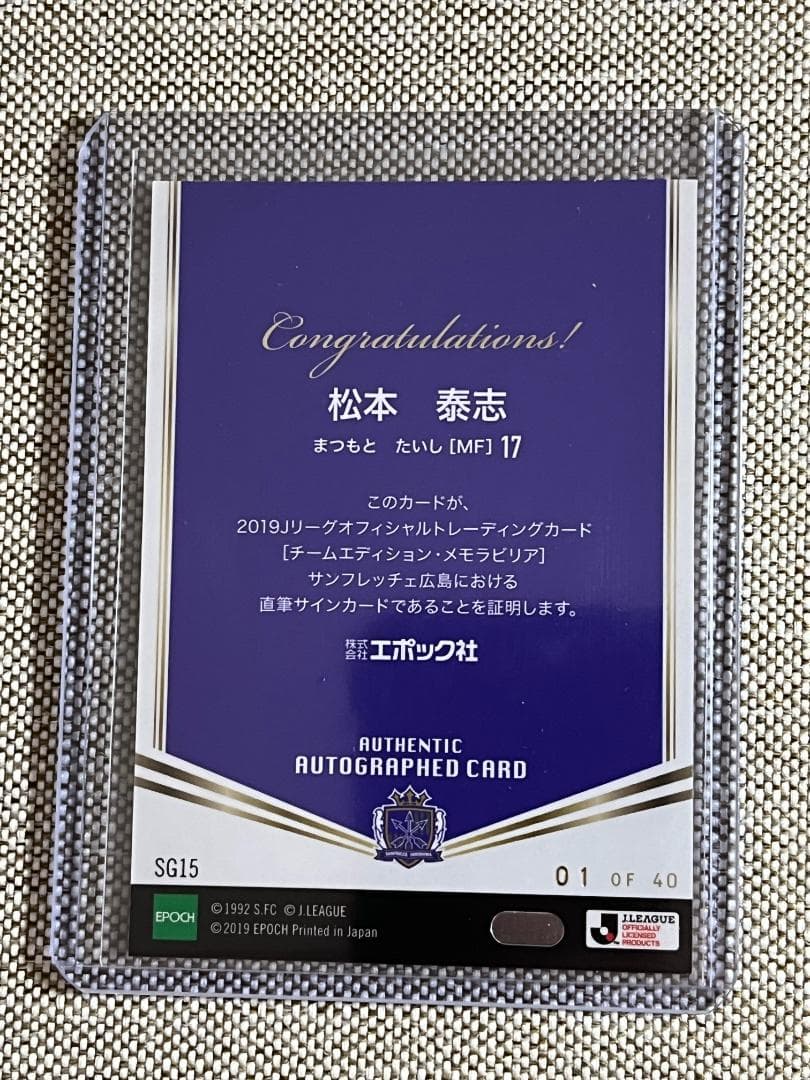 Congratulations!
松本 泰志
まつもと たいし [MF] 17
このカードが、
2019Jリーグオフィシャルトレーディングカード
[チームエディション・メモラビリア]
サンフレッチェ広島における
直筆サインカードであることを証明します。
株式会社エポック社
AUTHENTIC
AUTOGRAPHED CARD
SANFRECCE HIROSHIMA
SG15
01 OF 40
EPOCH
©1992 S.FC ©J.LEAGUE
©2019 EPOCH Printed in Japan
J.LEAGUE
OFFICIALLY
LICENSED
PRODUCTS